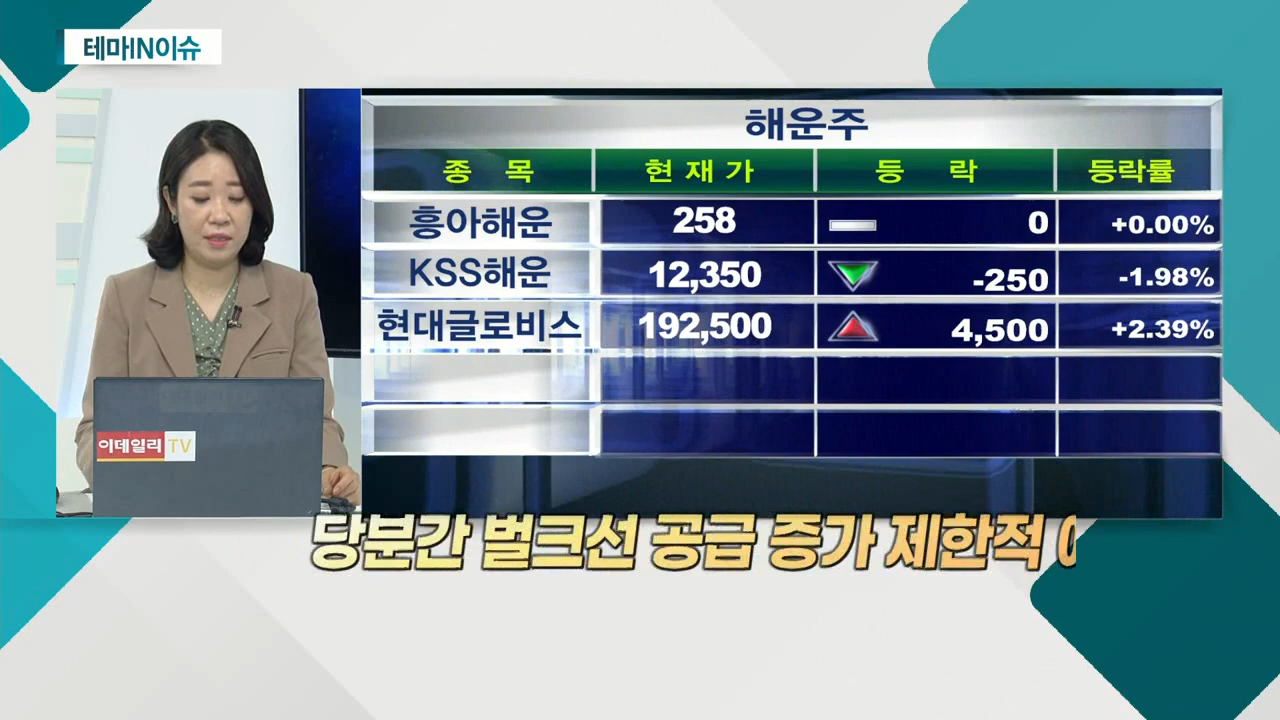 테마IN이슈
해운주
종 목 현재가 등 락 등락률
흥아해운 258 0 +0.00%
KSS해운 12,350 -250 -1.98%
현대글로비스 192,500 4,500 +2.39%
이데일리 TV
당분간 벌크선 공급 증가 제한적